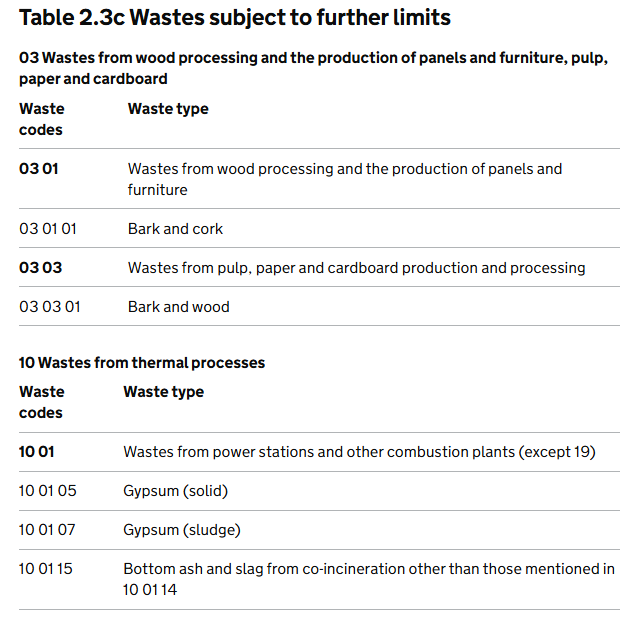 Table 2.3c Wastes subject to further limits
03 Wastes from wood processing and the production of panels and furniture, pulp,
paper and cardboard
Waste codes Waste type
03 01 Wastes from wood processing and the production of panels and
furniture
03 01 01 Bark and cork
03 03 Wastes from pulp, paper and cardboard production and processing
03 03 01 Bark and wood
10 Wastes from thermal processes
Waste codes Waste type
10 01 Wastes from power stations and other combustion plants (except 19)
10 01 05 Gypsum (solid)
10 01 07 Gypsum (sludge)
10 01 15 Bottom ash and slag from co-incineration other than those mentioned in
10 01 14